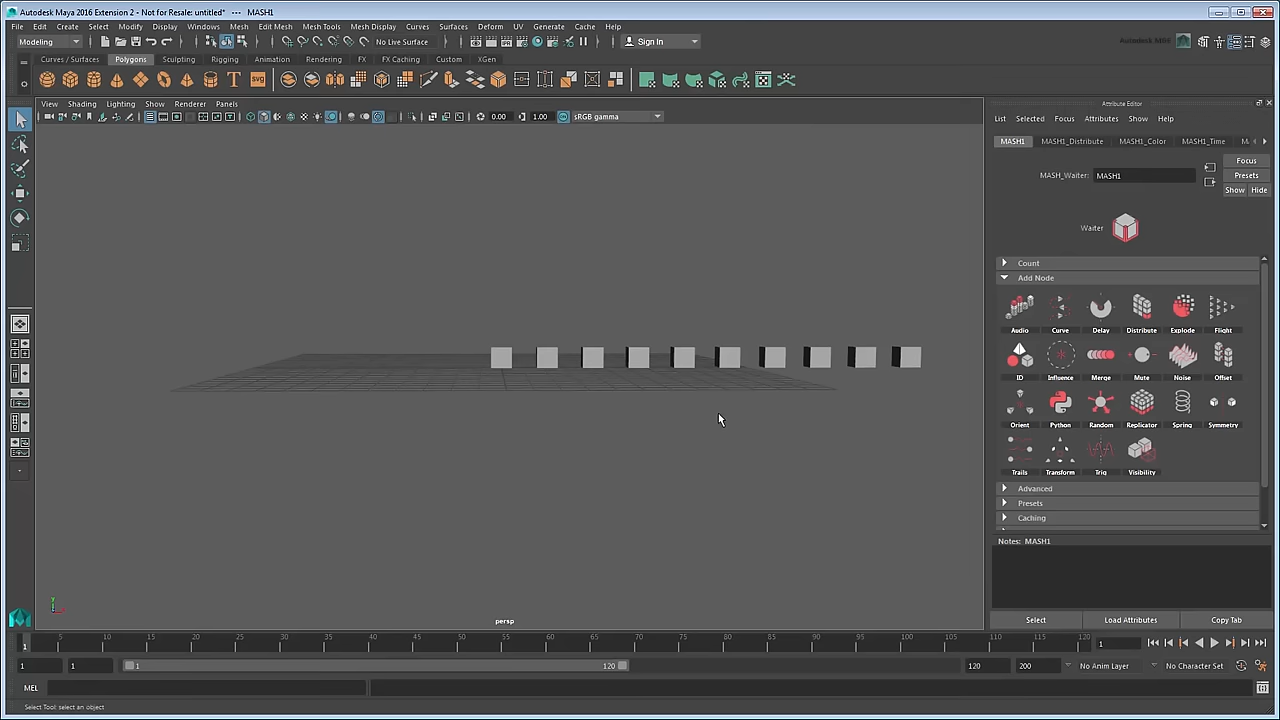 Autodesk Maya 2016 Extension 2 - Not for Resale: untitled* --- MASH1
File Edit Create Select Modify Display Windows Mesh Edit Mesh Mesh Tools Mesh Display Curves Surfaces Deform UV Generate Cache Help
Modeling No Live Surface Sign In
Curves / Surfaces Polygons Sculpting Rigging Animation Rendering FX FX Caching Custom XGen
T SVG
View Shading Lighting Show Renderer Panels
0.00 1.00 sRGB gamma
Attribute Editor
List Selected Focus Attributes Show Help
MASH1 MASH1_Distribute MASH1_Color MASH1_Time
MASH_Waiter: MASH1
Focus
Presets
Show Hide
Waiter
Count
Add Node
Audio Curve Delay Distribute Explode Flight
ID Influence Merge Mute Noise Offset
Orient Python Random Replicator Spring Symmetry
Trails Transform Trig Visibility
Advanced
Presets
Caching
Notes: MASH1
persp
Select Load Attributes Copy Tab
1 5 10 15 20 25 30 35 40 45 50 55 60 65 70 75 80 85 90 95 100 105 110 115 120 1
1 1 1 120 120 200 No Anim Layer No Character Set
MEL
Select Tool: select an object